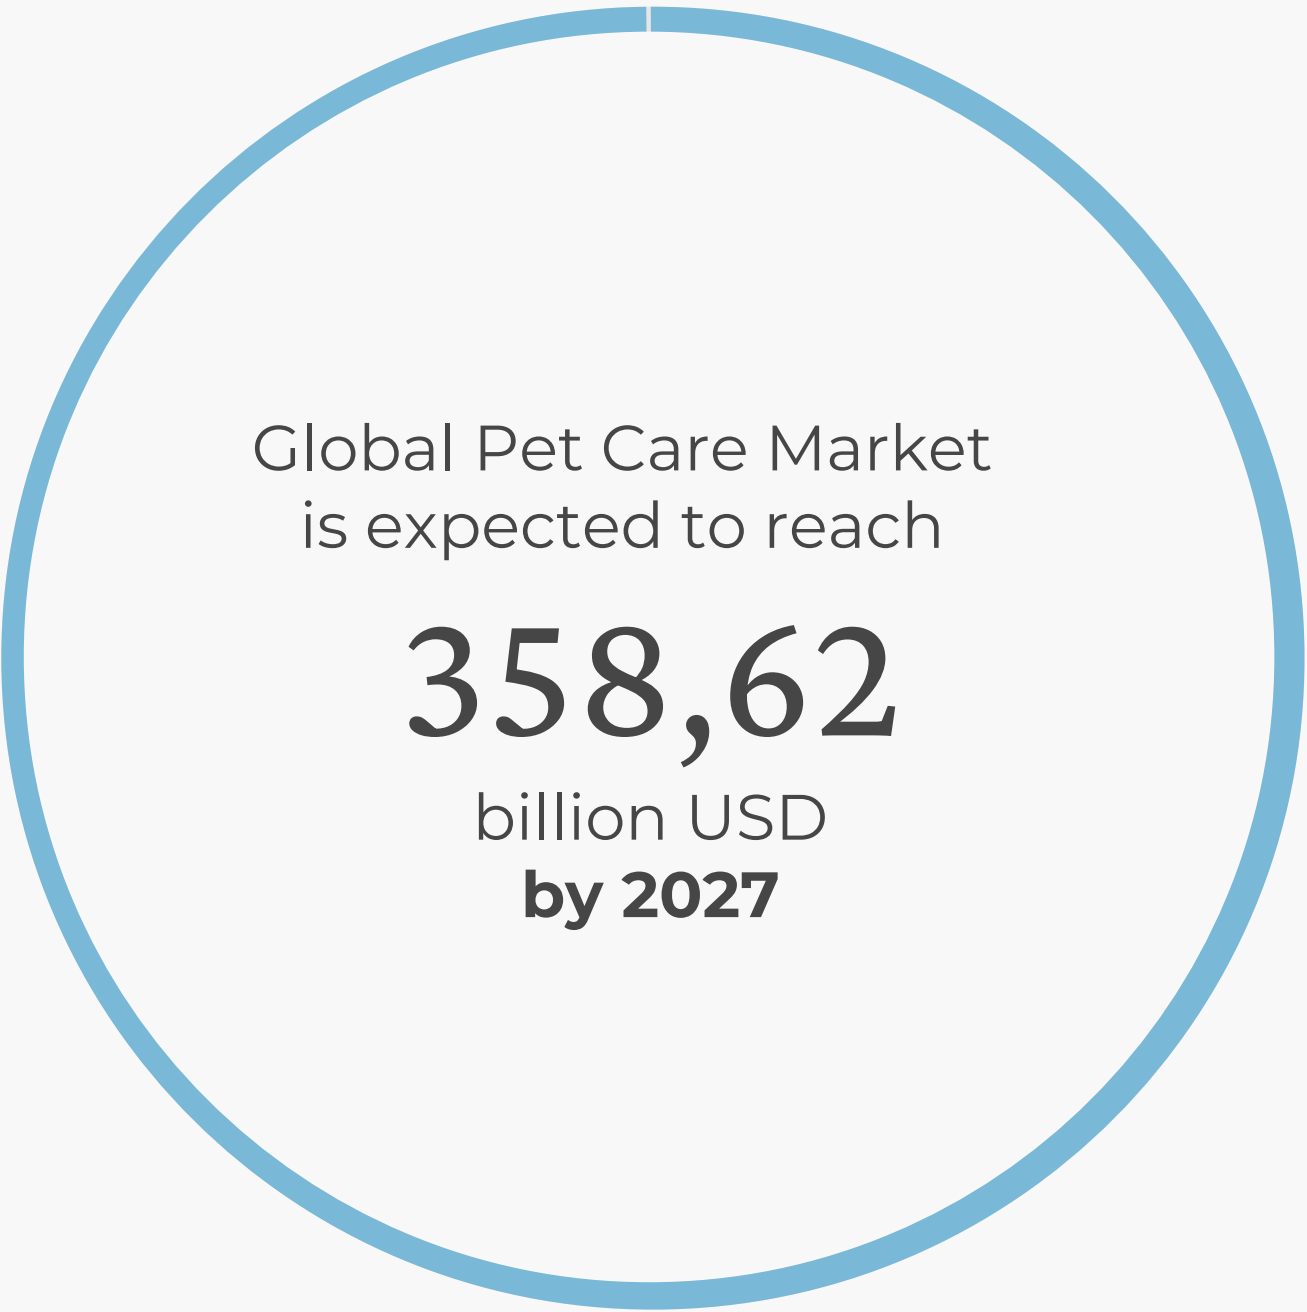 Global Pet Care Market
is expected to reach
358,62
billion USD
by 2027